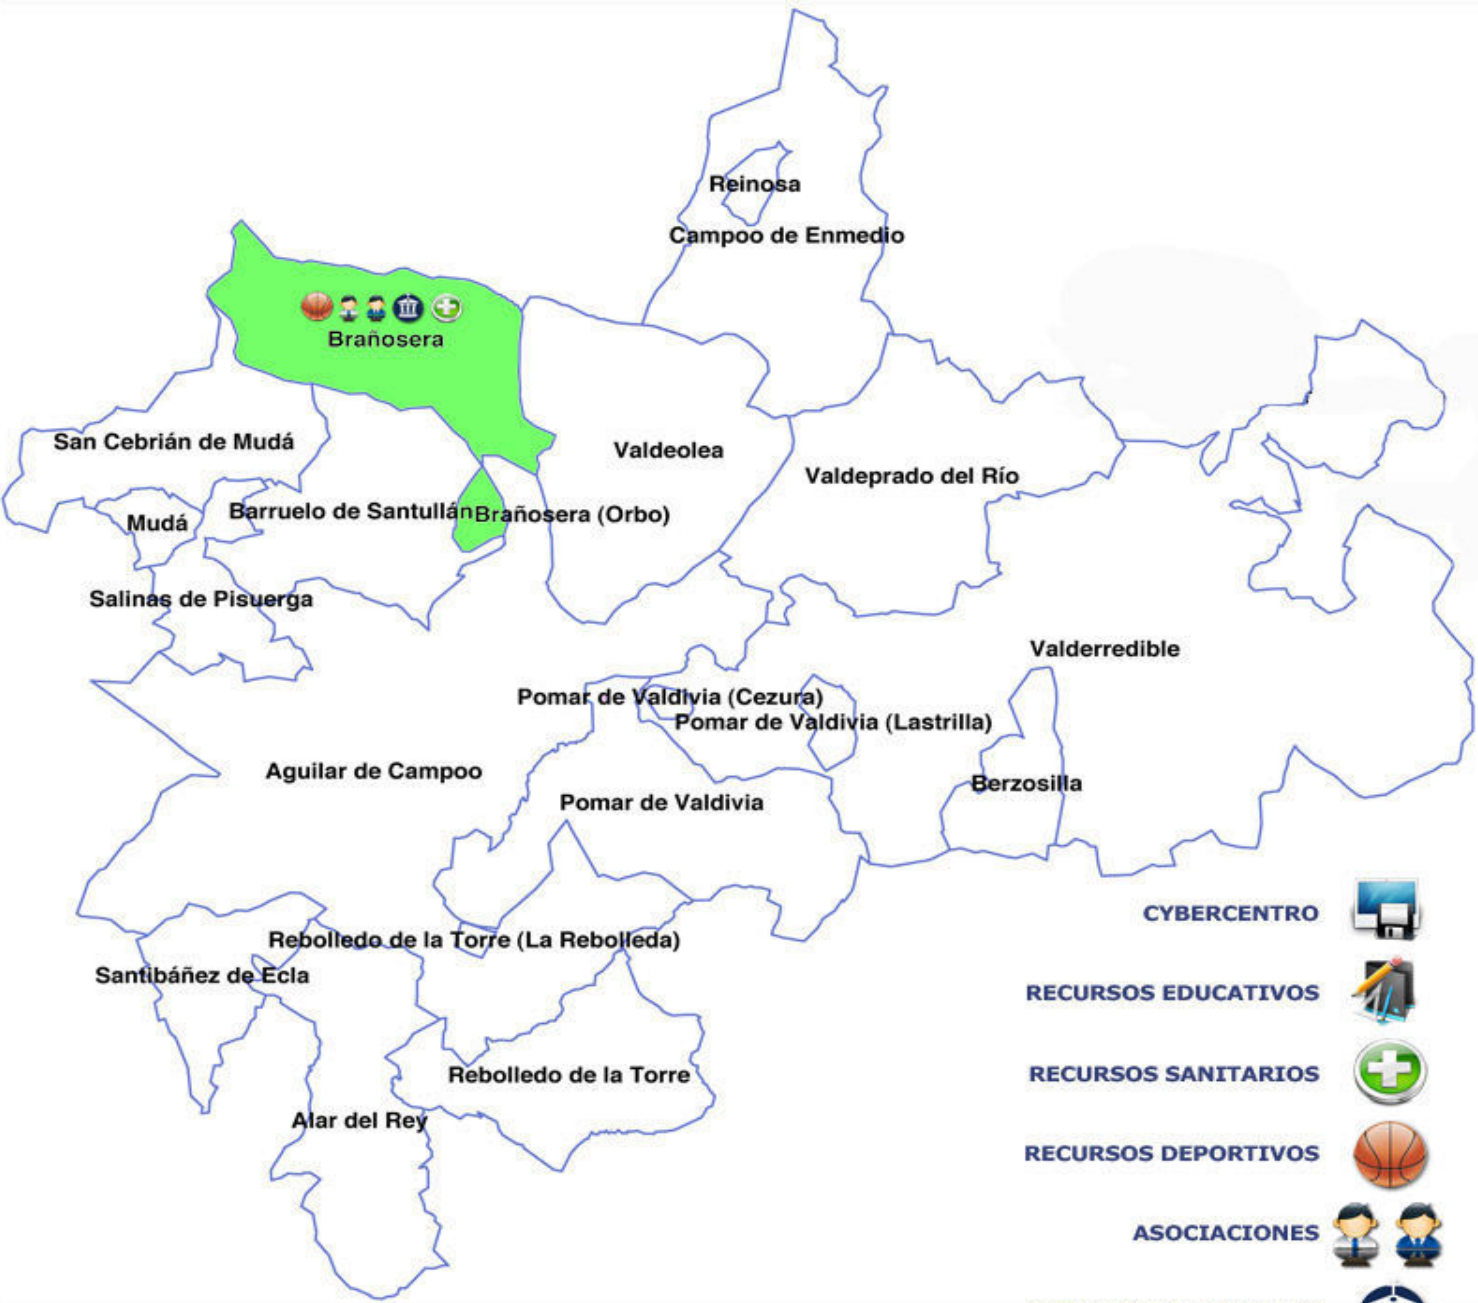 Reinosa
Campoo de Enmedio
Brañosera
San Cebrián de Mudá
Valdeolea
Valdeprado del Río
Mudá
Barruelo de Santullán
Brañosera (Orbo)
Salinas de Pisuerga
Valderredible
Pomar de Valdivia (Cezura)
Pomar de Valdivia (Lastrilla)
Aguilar de Campoo
Berzosilla
Pomar de Valdivia
CYBERCENTRO
Rebolledo de la Torre (La Rebolleda)
Santibáñez de Ecla
RECURSOS EDUCATIVOS
Rebolledo de la Torre
RECURSOS SANITARIOS
Alar del Rey
RECURSOS DEPORTIVOS
ASOCIACIONES